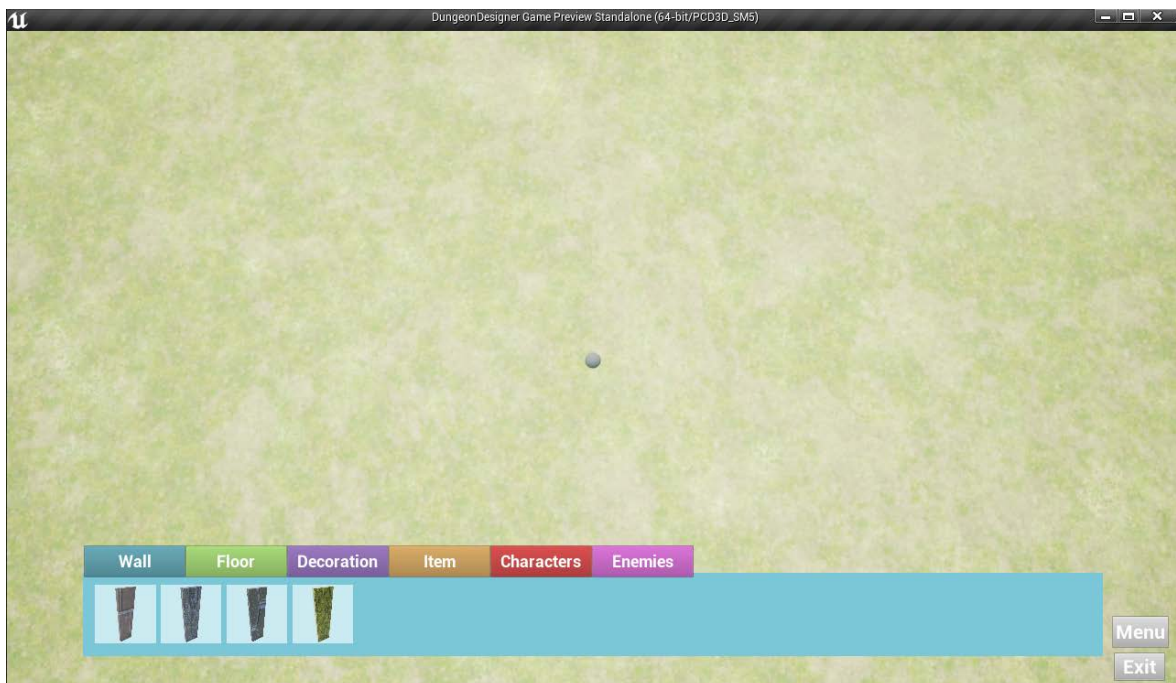 DungeonDesigner Game Preview Standalone (64-bit/PCD3D_SM5)
Wall Floor Decoration Item Characters Enemies
Menu
Exit